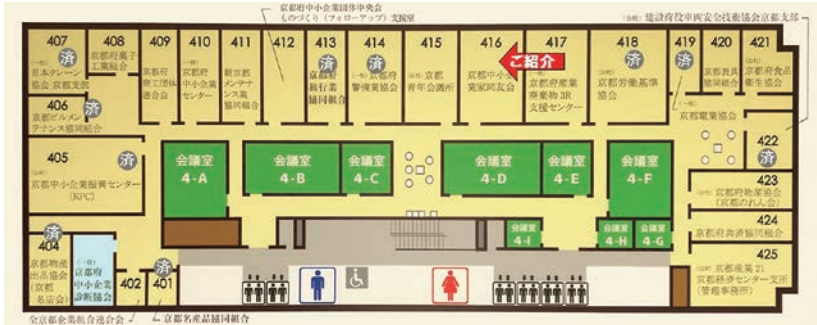 京都府中小企業団体中央会
ものづくり(フォローアップ)支援室
(公社)建設荷役車両安全技術協会京都支部
407
済
(一社)
日本クレーン
協会 京都支部
408
京都府菓子
工業組合
409
京都府
商工団体
連合会
410
(一社)
京都府
中小企業
センター
411
新京都
メンテナ
ンス業
協同組合
412
413
済
京都府
旅行業
協同組合
414
済
(一社)
京都府
警備業協会
415
(公社)京都
青年会議所
416
京都中小企
業家同友会
ご紹介
417
(一社)
京都府産業
廃棄物3R
支援センター
418
済
(公社)
京都労働基準
協会
419
済
(一社)
京都電業協会
420
京都表具
協同組合
421
(公社)
京都府食品
衛生協会
406
済
京都ビルメン
テナンス協同組合
422
済
405
済
京都中小企業振興センター
(KPC)
会議室
4-A
会議室
4-B
会議室
4-C
会議室
4-D
会議室
4-E
会議室
4-F
423
(公社)京都府物産協会
(京都のれん会)
424
京都府共済協同組合
425
(公財)京都産業21
京都経済センター支所
(管理事務所)
会議室
4-I
会議室
4-H
会議室
4-G
404
済
京都物産
出品協会
(京都
名店会)
(一社)
京都府
中小企業
診断協会
402
済
401
全京都企業組合連合会
京都名産品協同組合